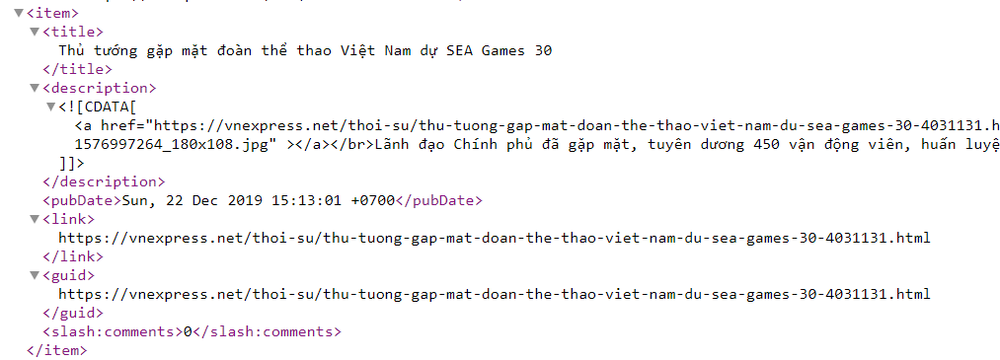 <item>
<title>
Thủ tướng gặp mặt đoàn thể thao Việt Nam dự SEA Games 30
</title>
<description>
<![CDATA[
<a href="https://vnexpress.net/thoi-su/thu-tuong-gap-mat-doan-the-thao-viet-nam-du-sea-games-30-4031131.h
1576997264_180x108.jpg" ></a></br>Lãnh đạo Chính phủ đã gặp mặt, tuyên dương 450 vận động viên, huấn luyệ
]]>
</description>
<pubDate>Sun, 22 Dec 2019 15:13:01 +0700</pubDate>
<link>
https://vnexpress.net/thoi-su/thu-tuong-gap-mat-doan-the-thao-viet-nam-du-sea-games-30-4031131.html
</link>
<guid>
https://vnexpress.net/thoi-su/thu-tuong-gap-mat-doan-the-thao-viet-nam-du-sea-games-30-4031131.html
</guid>
<slash:comments>0</slash:comments>
</item>